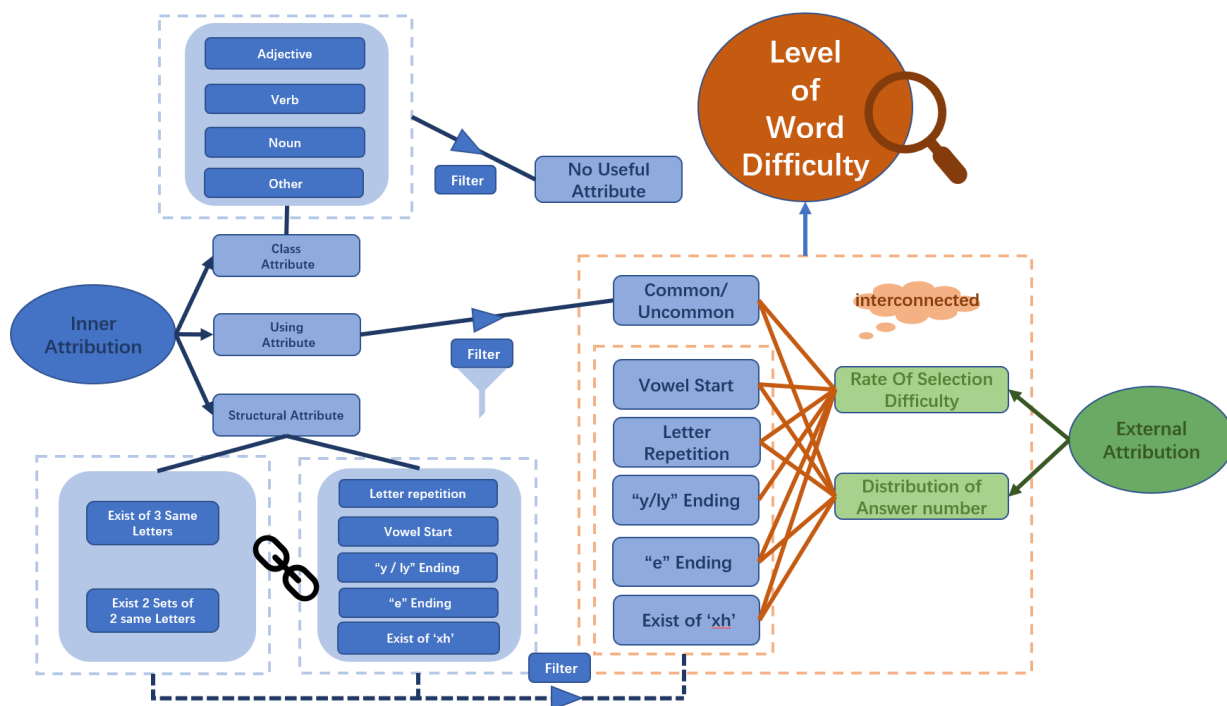 Adjective
Verb
Noun
Other
Filter
No Useful
Attribute
Level
of
Word
Difficulty
Class
Attribute
Inner
Attribution
Using
Attribute
Filter
Structural Attribute
Common/
Uncommon
interconnected
Vowel Start
Letter
Repetition
“y/ly” Ending
“e” Ending
Exist of ‘xh’
Rate Of Selection
Difficulty
Distribution of
Answer number
External
Attribution
Exist of 3 Same
Letters
Exist 2 Sets of
2 same Letters
Letter repetition
Vowel Start
“y / ly” Ending
“e” Ending
Exist of ‘xh’
Filter